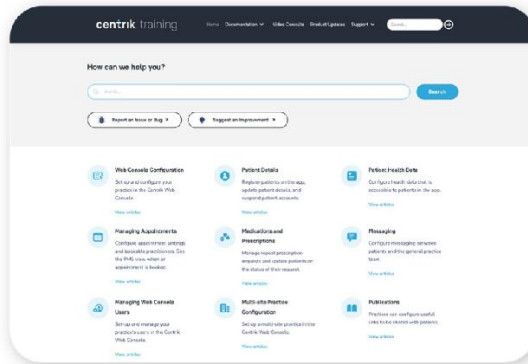 centrik training
Home Documentation Video Consults Product Updates Support Search...
How can we help you?
Search... Search
Report an Issue or Bug Suggest an Improvement
Web Console Configuration
Set up and configure your
practice in the Centrik Web
Console.
View articles
Patient Details
Register patients on the app,
update patient details, and
suspend patient accounts.
View articles
Patient Health Data
Configure health data that is
accessible to patients in the app.
View articles
Managing Appointments
Configure appointment settings
and bookable practitioners. See
the PMS view when an
appointment is booked.
View articles
Medications and
Prescriptions
Manage repeat prescription
requests and update patients on
the status of their request.
View articles
Messaging
Configure messaging between
patients and the general practice
team.
View articles
Managing Web Console
Users
Set up and manage your
practice's users in the Centrik
Web Console.
View articles
Multi-site Practice
Configuration
Set up a multi-site practice in the
Centrik Web Console.
View articles
Publications
Practices can configure useful
links to be shared with patients.
View articles